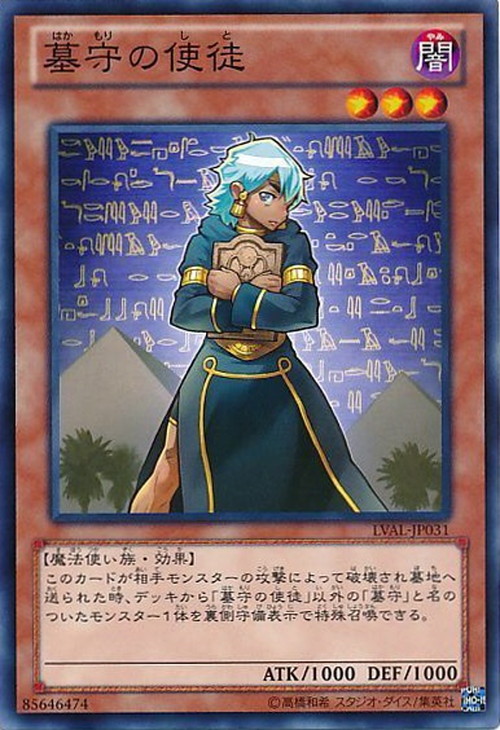 墓守の使徒
闇
LVAL-JP031
【魔法使い族・効果】
このカードが相手モンスターの攻撃によって破壊され墓地へ
送られた時、デッキから「墓守の使徒」以外の「墓守」と名の
ついたモンスター1体を裏側守備表示で特殊召喚できる。
ATK/1000 DEF/1000
85646474
©高橋和希 スタジオ・ダイス/集英社